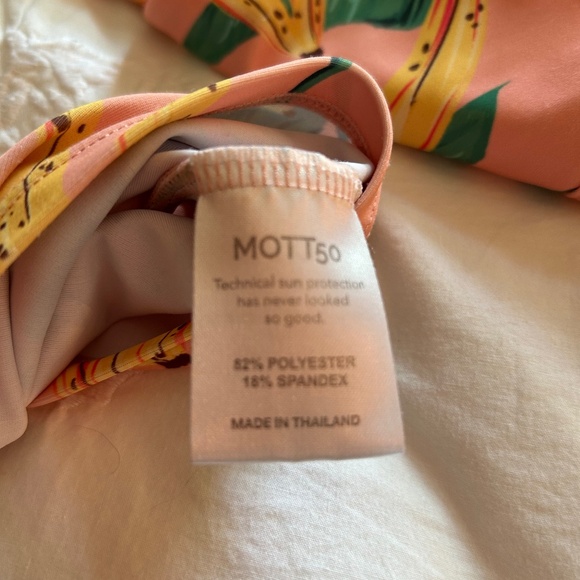 MOTT50
Technical sun protection
has never looked
so good.
82% POLYESTER
18% SPANDEX
MADE IN THAILAND